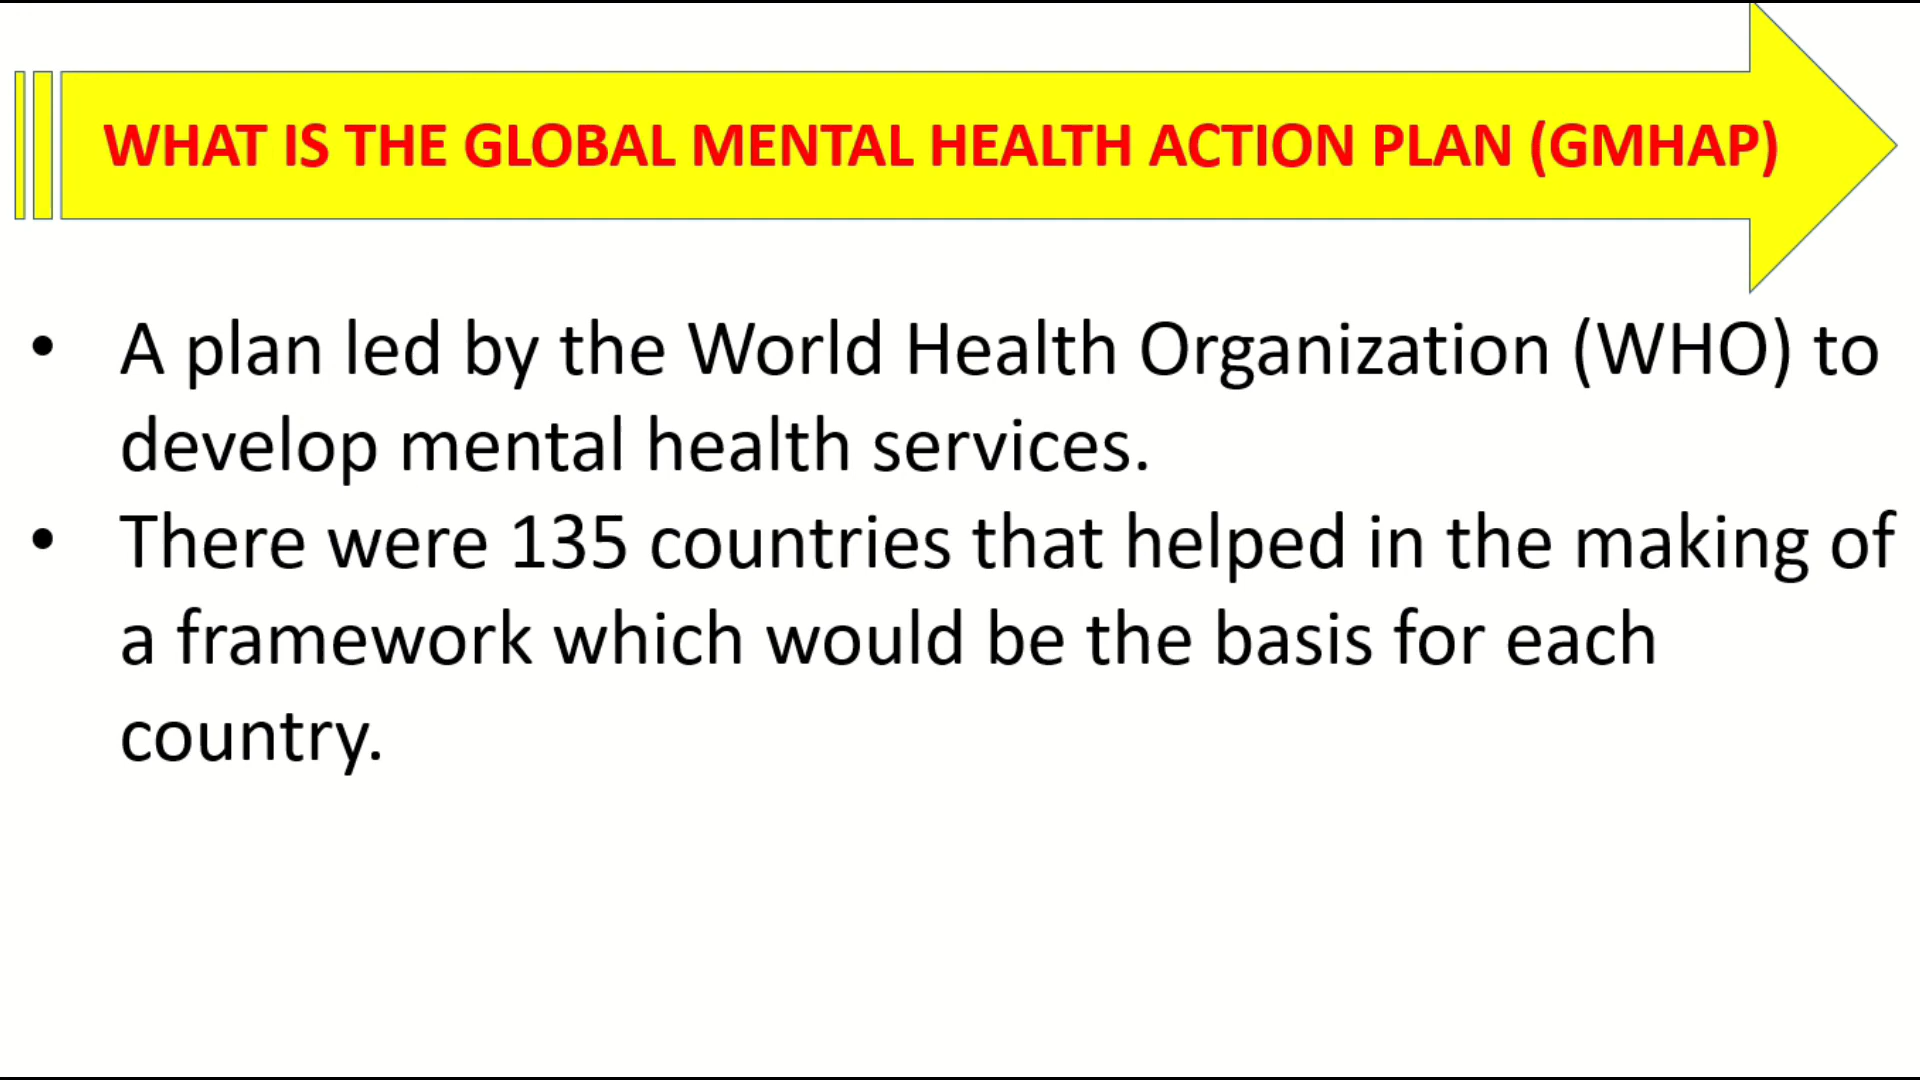 WHAT IS THE GLOBAL MENTAL HEALTH ACTION PLAN (GMHAP)
• A plan led by the World Health Organization (WHO) to
develop mental health services.
• There were 135 countries that helped in the making of
a framework which would be the basis for each
country.